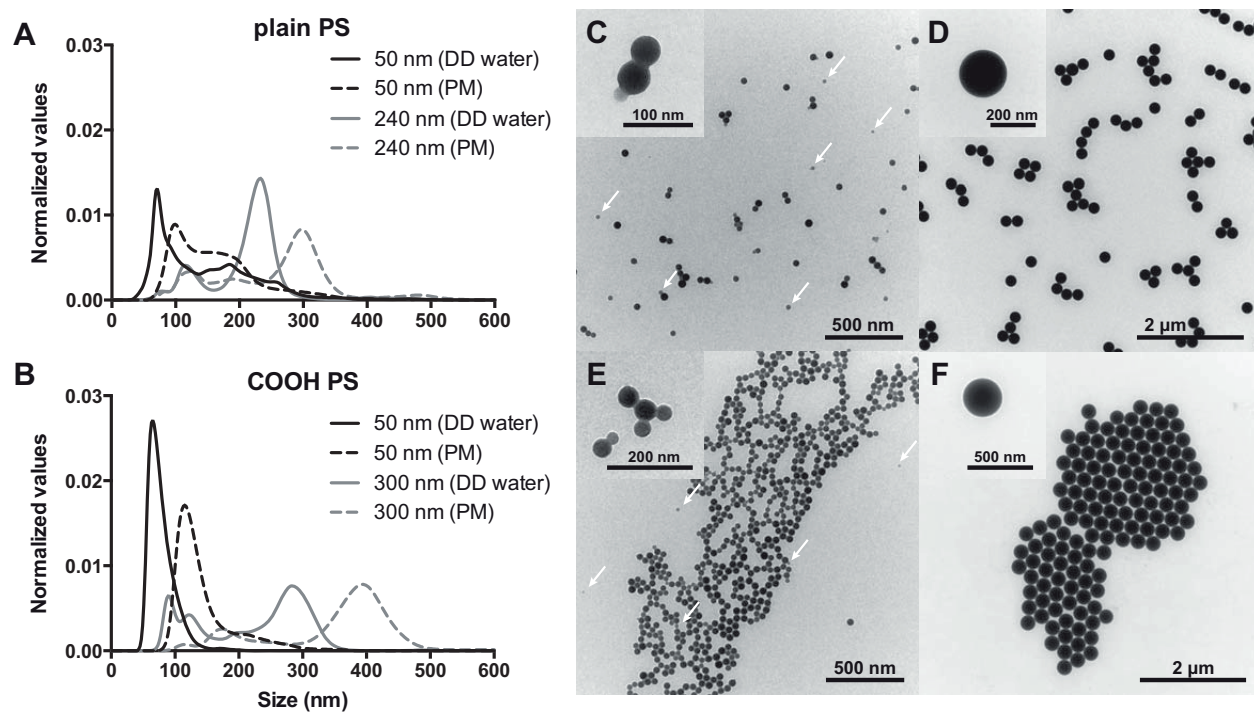 A
plain PS
Normalized values
0.03
0.02
0.01
0.00
0 100 200 300 400 500 600
50 nm (DD water)
50 nm (PM)
240 nm (DD water)
240 nm (PM)
B
COOH PS
Normalized values
0.03
0.02
0.01
0.00
0 100 200 300 400 500 600
Size (nm)
50 nm (DD water)
50 nm (PM)
300 nm (DD water)
300 nm (PM)
C
100 nm
500 nm
D
200 nm
2 µm
E
200 nm
500 nm
F
500 nm
2 µm